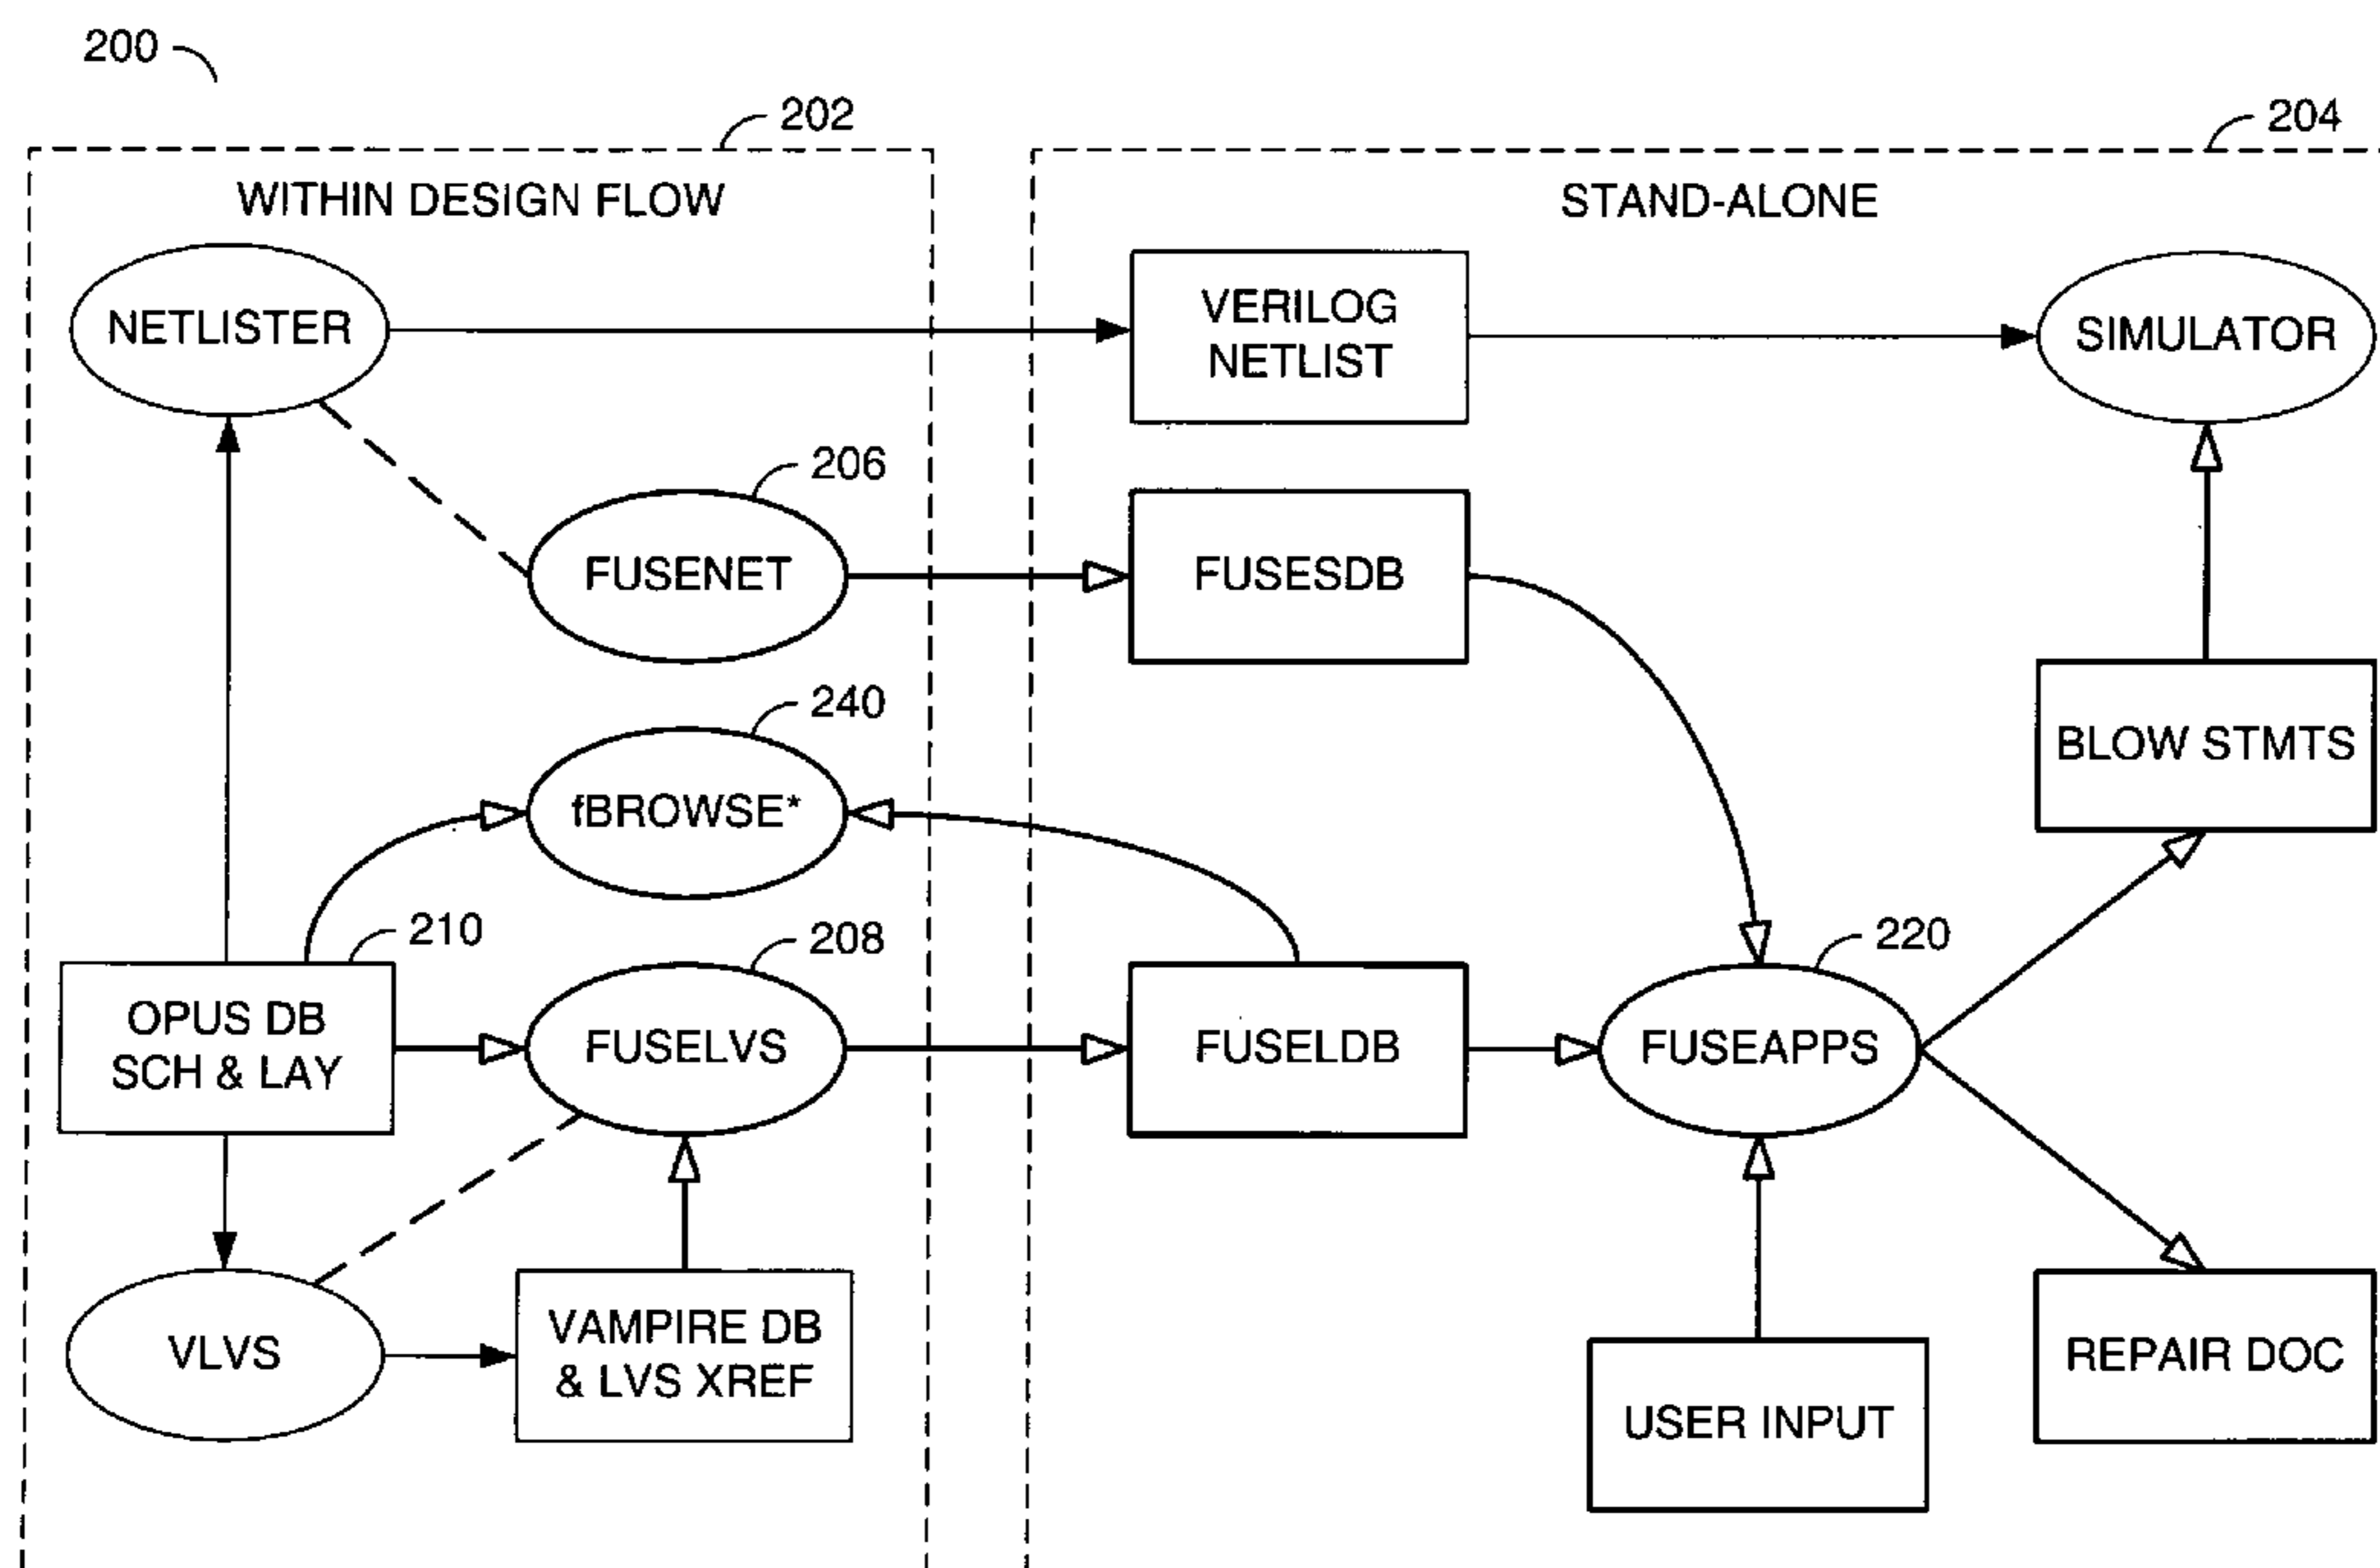 200
202
204
WITHIN DESIGN FLOW
STAND-ALONE
NETLISTER
VERILOG
NETLIST
SIMULATOR
206
FUSENET
FUSESDB
240
fBROWSE*
BLOW STMTS
210
208
220
OPUS DB
SCH & LAY
FUSELVS
FUSELDB
FUSEAPPS
VLVS
VAMPIRE DB
& LVS XREF
USER INPUT
REPAIR DOC